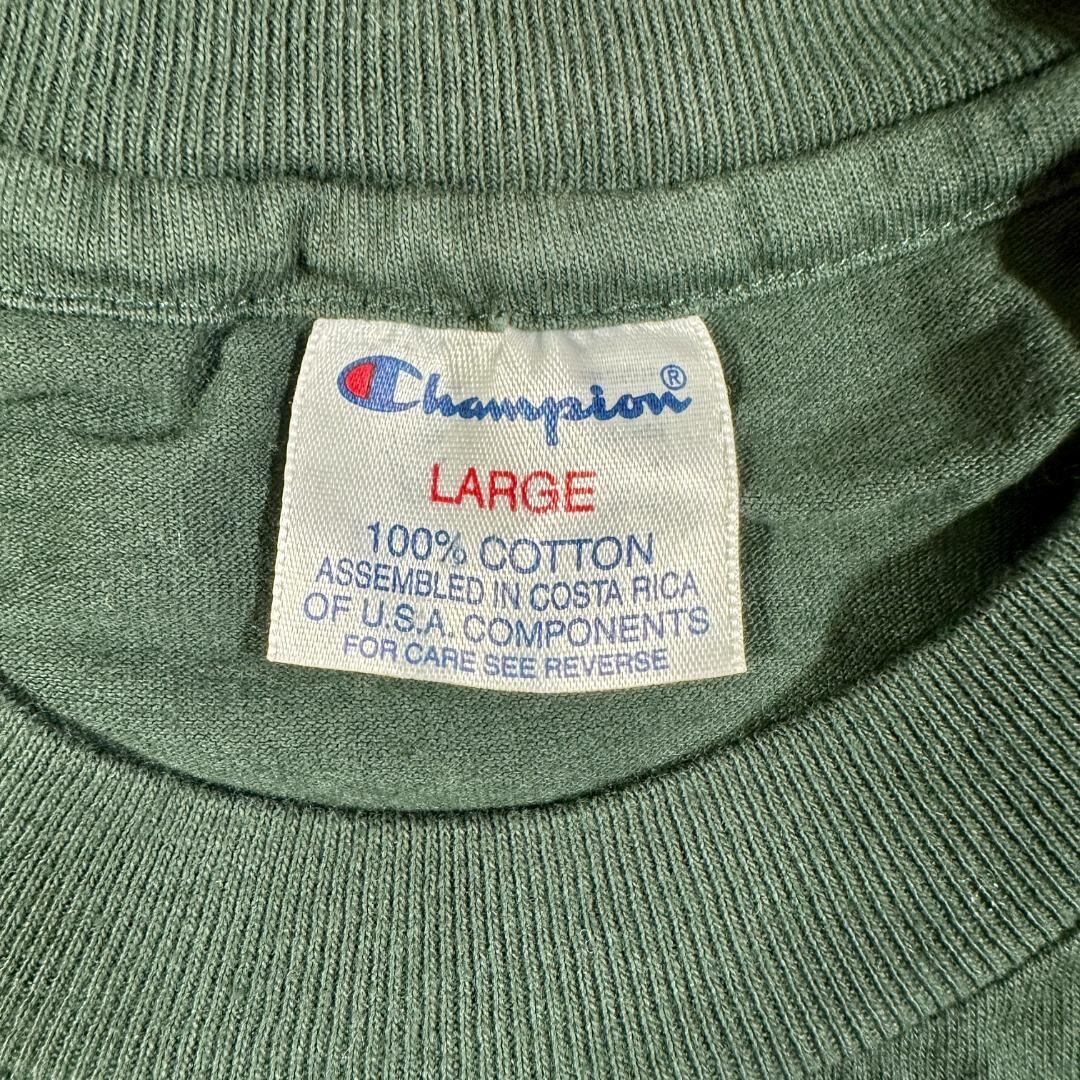 Champion®
LARGE
100% COTTON
ASSEMBLED IN COSTA RICA
OF U.S.A. COMPONENTS
FOR CARE SEE REVERSE